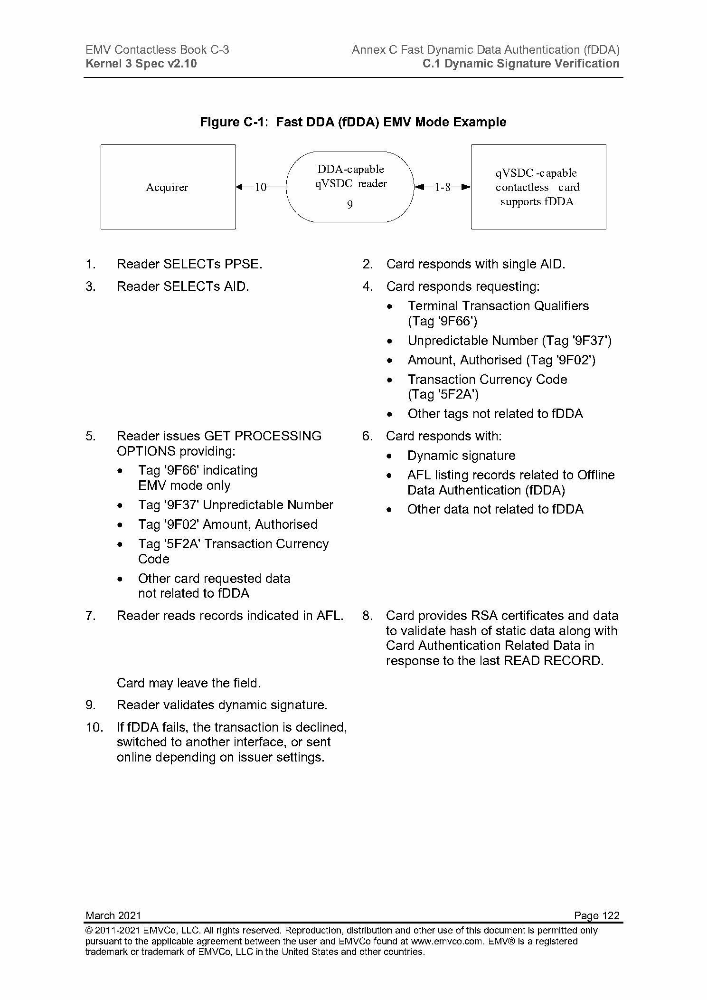 EMV Contactless Book C-3
Annex C Fast Dynamic Data Authentication (fDDA)
Kernel 3 Spec v2.10
C.1 Dynamic Signature Verification
Figure C-1: Fast DDA (fDDA) EMV Mode Example
Acquirer
10
DDA-capable
qVSDC reader
9
1-8
qVSDC -capable
contactless card
supports fDDA
1. Reader SELECTs PPSE.
2. Card responds with single AID.
3. Reader SELECTs AID.
4. Card responds requesting:
• Terminal Transaction Qualifiers
(Tag '9F66')
• Unpredictable Number (Tag '9F37')
• Amount, Authorised (Tag '9F02')
• Transaction Currency Code
(Tag '5F2A')
• Other tags not related to fDDA
5. Reader issues GET PROCESSING
OPTIONS providing:
• Tag '9F66' indicating
EMV mode only
• Tag '9F37' Unpredictable Number
• Tag '9F02' Amount, Authorised
• Tag '5F2A' Transaction Currency
Code
• Other card requested data
not related to fDDA
6. Card responds with:
• Dynamic signature
• AFL listing records related to Offline
Data Authentication (fDDA)
• Other data not related to fDDA
7. Reader reads records indicated in AFL.
8. Card provides RSA certificates and data
to validate hash of static data along with
Card Authentication Related Data in
response to the last READ RECORD.
Card may leave the field.
9. Reader validates dynamic signature.
10. If fDDA fails, the transaction is declined,
switched to another interface, or sent
online depending on issuer settings.
March 2021
Page 122
© 2011-2021 EMVCo, LLC. All rights reserved. Reproduction, distribution and other use of this document is permitted only
pursuant to the applicable agreement between the user and EMVCo found at www.emvco.com. EMV® is a registered
trademark or trademark of EMVCo, LLC in the United States and other countries.